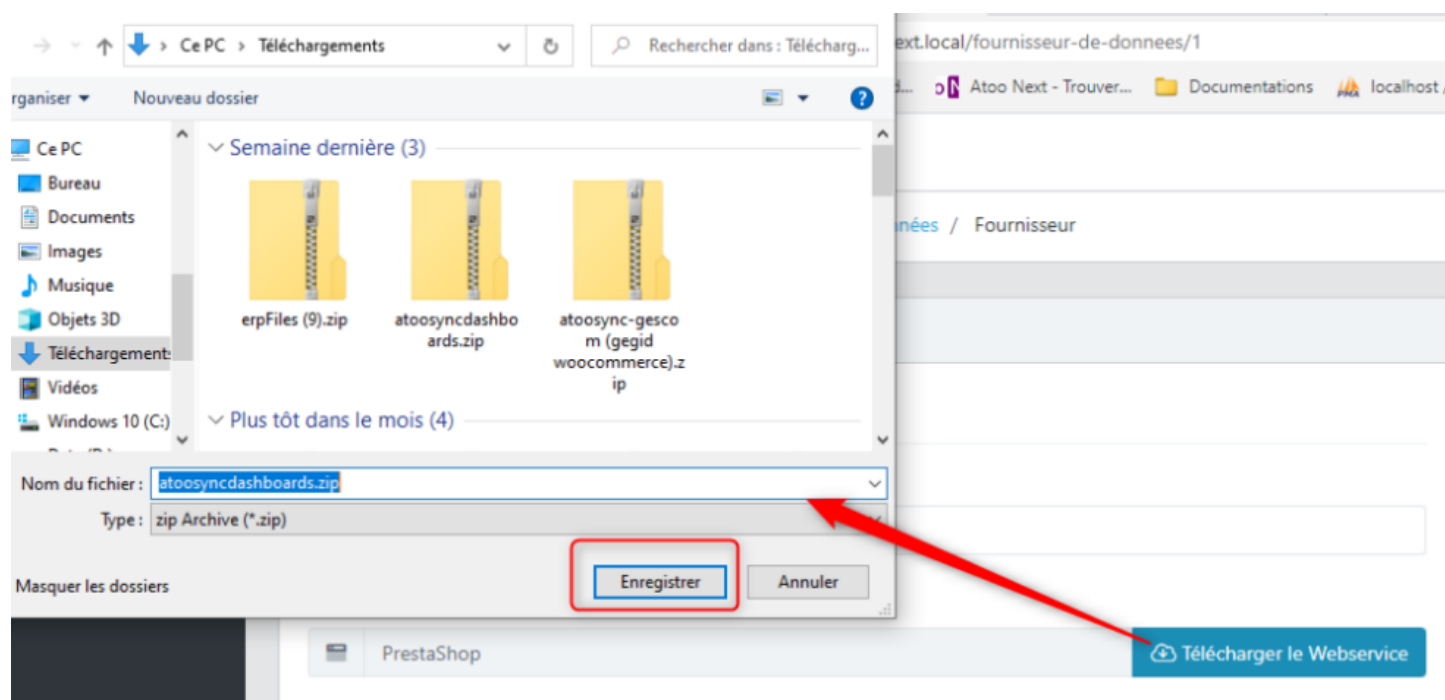 Ce PC > Téléchargements
Rechercher dans : Télécharg...
ext.local/fournisseur-de-donnees/1
rganiser
Nouveau dossier
Atoo Next - Trouver...
Documentations
localhost /
Ce PC
Bureau
Documents
Images
Musique
Objets 3D
Téléchargement
Vidéos
Windows 10 (C:)
Semaine dernière (3)
erpFiles (9).zip
atoosyncdashbo
ards.zip
atoosync-gesco
m (gegid
woocommerce).z
ip
Plus tôt dans le mois (4)
nées / Fournisseur
Nom du fichier : atoosyncdashboards.zip
Type : zip Archive (*.zip)
Masquer les dossiers
Enregistrer
Annuler
PrestaShop
Télécharger le Webservice